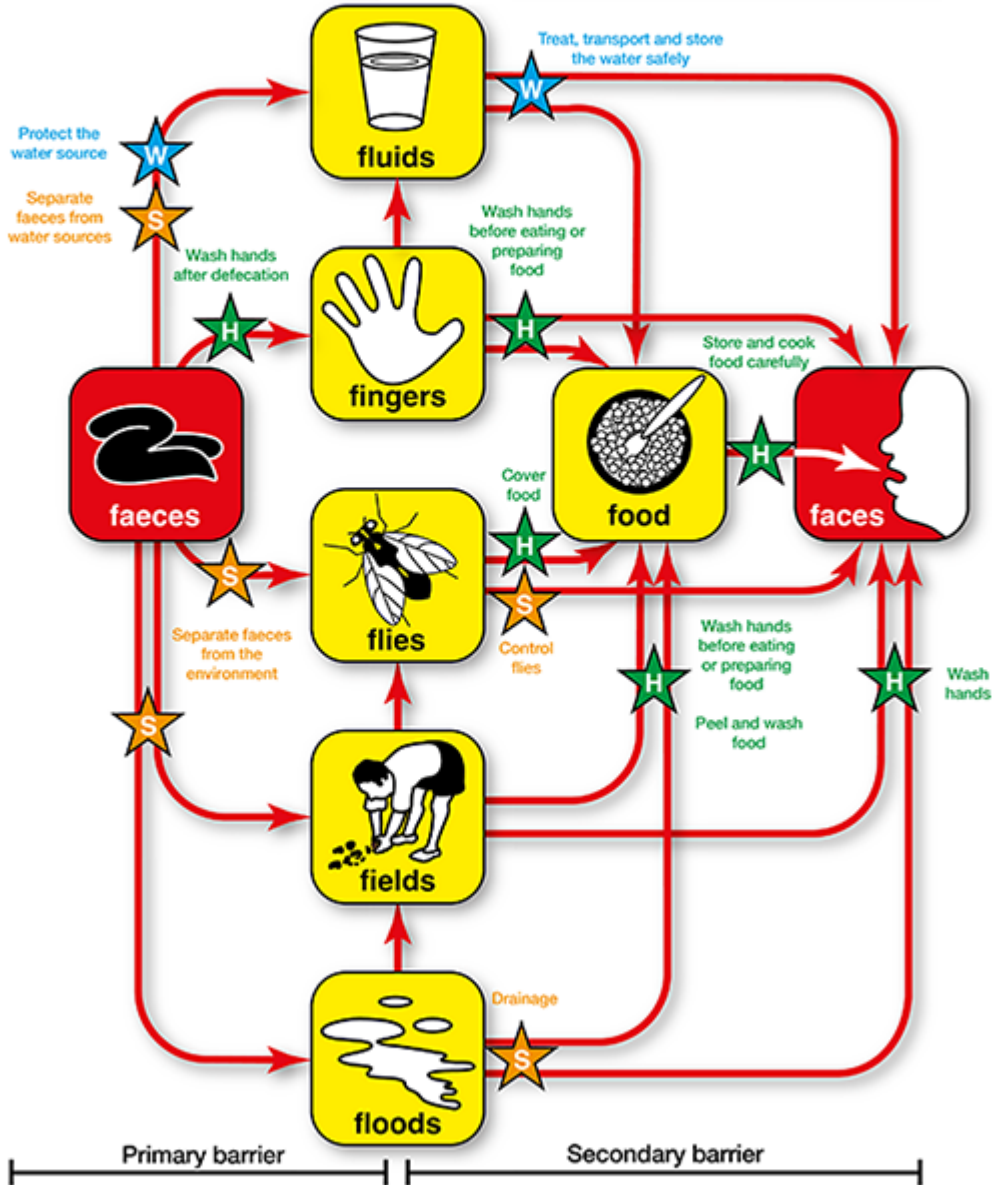 Treat, transport and store
the water safely
W
fluids
Protect the
water source
W
Separate
faeces from
water sources
S
Wash hands
after defecation
H
Wash hands
before eating or
preparing
food
H
fingers
Store and cook
food carefully
H
faeces
food
faces
Cover
food
H
S
S
flies
Control
flies
Separate faeces
from the
environment
S
Wash hands
before eating
or preparing
food
H
Peel and wash
food
H
Wash
hands
fields
Drainage
S
floods
Primary barrier
Secondary barrier